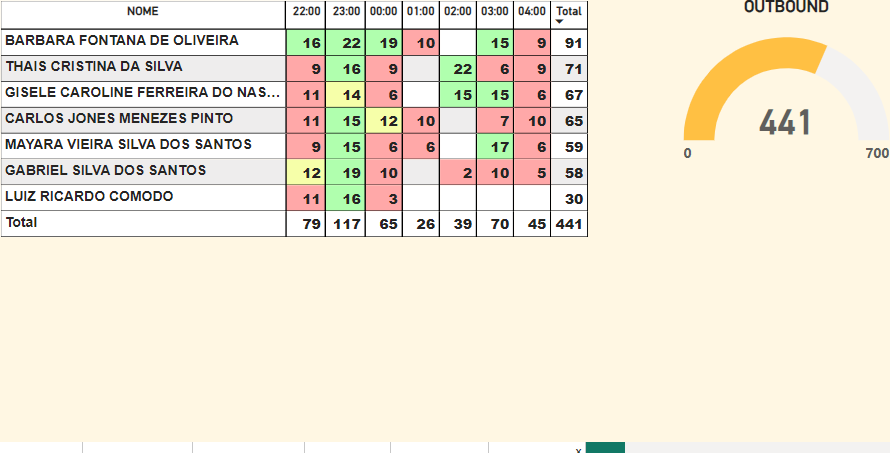 NOME 22:00 23:00 00:00 01:00 02:00 03:00 04:00 Total
BARBARA FONTANA DE OLIVEIRA 16 22 19 10 15 9 91
THAIS CRISTINA DA SILVA 9 16 9 22 6 9 71
GISELE CAROLINE FERREIRA DO NAS... 11 14 6 15 15 6 67
CARLOS JONES MENEZES PINTO 11 15 12 10 7 10 65
MAYARA VIEIRA SILVA DOS SANTOS 9 15 6 6 17 6 59
GABRIEL SILVA DOS SANTOS 12 19 10 2 10 5 58
LUIZ RICARDO COMODO 11 16 3 30
Total 79 117 65 26 39 70 45 441
OUTBOUND
441
0 700
x